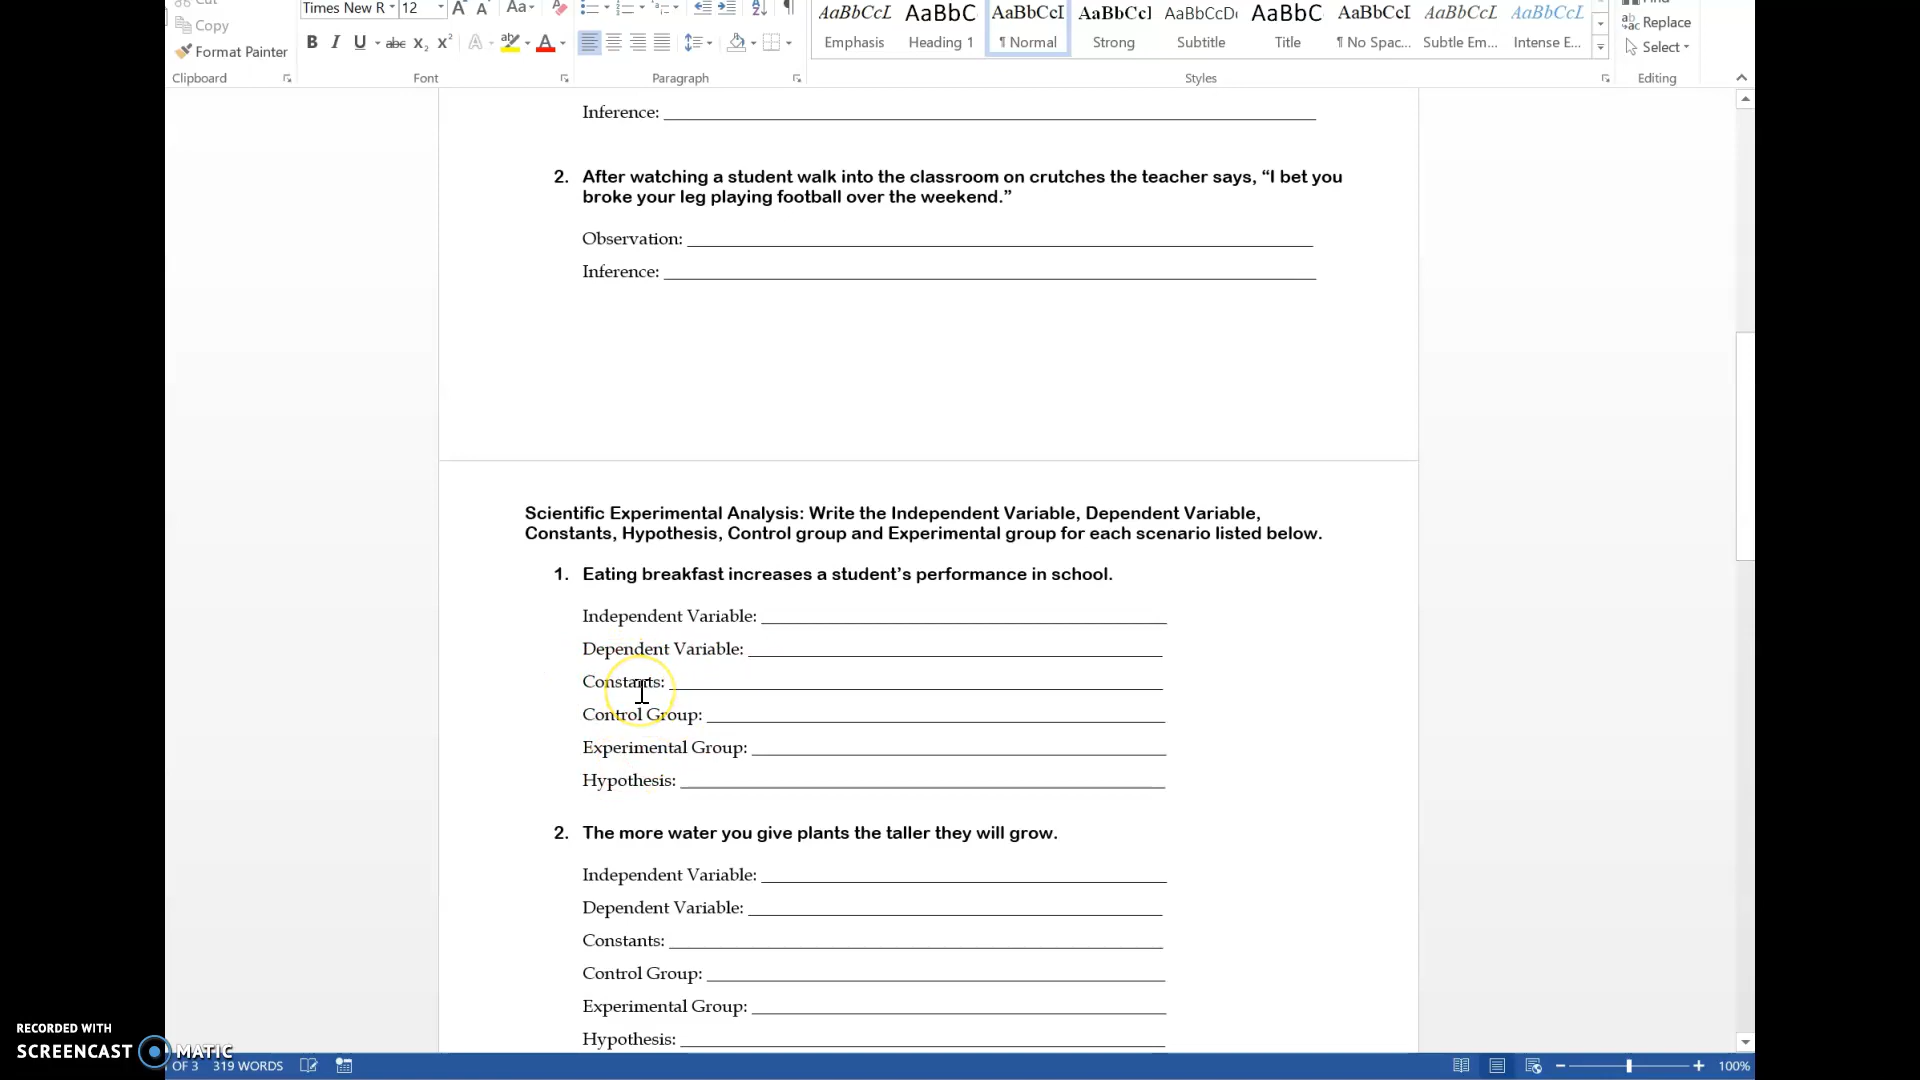 Cut
Copy
Format Painter
Clipboard
Times New R
12
Aa
B I U abc X₂ X²
A
Font
Paragraph
AaBbCcL AaBbC AaBbCcI AaBbCcI AaBbCcDc AaBbC AaBbCcI AaBbCcL AaBbCcL
Emphasis Heading 1 ¶ Normal Strong Subtitle Title ¶ No Spac... Subtle Em... Intense E...
Styles
Replace
Select
Editing
Inference:
2. After watching a student walk into the classroom on crutches the teacher says, “I bet you
broke your leg playing football over the weekend.”
Observation:
Inference:
Scientific Experimental Analysis: Write the Independent Variable, Dependent Variable,
Constants, Hypothesis, Control group and Experimental group for each scenario listed below.
1. Eating breakfast increases a student’s performance in school.
Independent Variable:
Dependent Variable:
Constants:
Control Group:
Experimental Group:
Hypothesis:
2. The more water you give plants the taller they will grow.
Independent Variable:
Dependent Variable:
Constants:
Control Group:
Experimental Group:
Hypothesis:
RECORDED WITH
SCREENCAST MATIC
OF 3 319 WORDS
100%